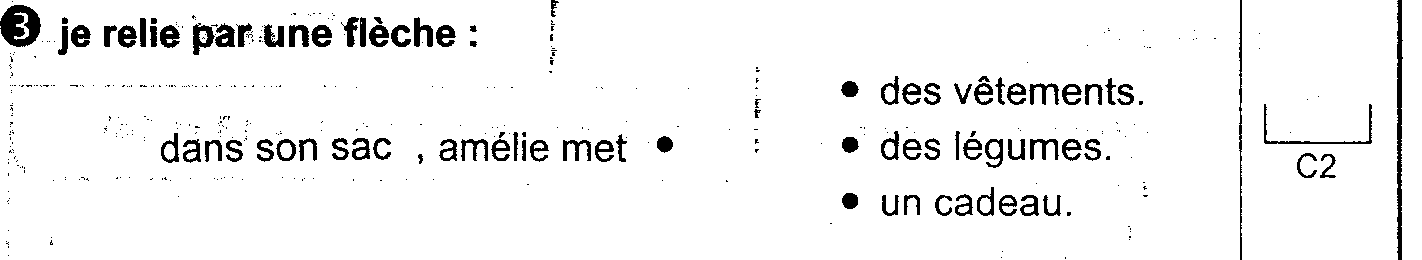 ❸ je relie par une flèche :
• des vêtements.
dans son sac , amélie met • • des légumes.
• un cadeau.
C2